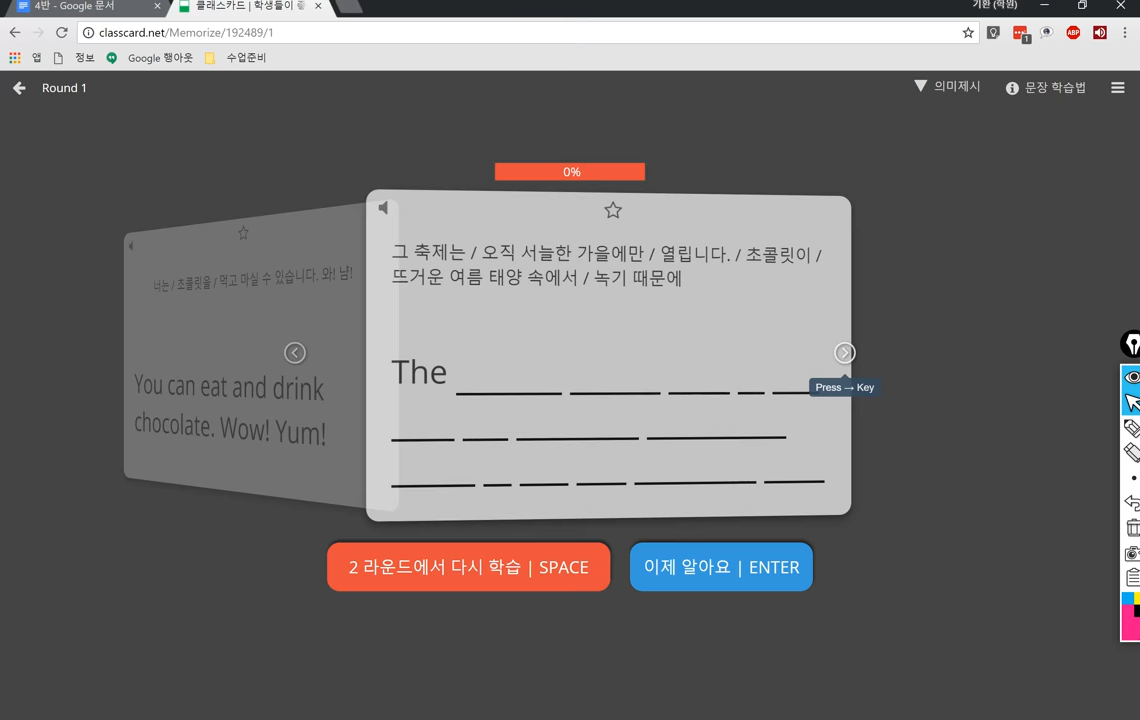 4반 - Google 문서
클래스카드 | 학생들이
기환 (학원)
classcard.net/Memorize/192489/1
1
ABP
앱
정보
Google 행아웃
수업준비
Round 1
의미제시
문장 학습법
0%
너는 / 초콜릿을 / 먹고 마실 수 있습니다. 와! 냠!
You can eat and drink
chocolate. Wow! Yum!
그 축제는 / 오직 서늘한 가을에만 / 열립니다. / 초콜릿이 /
뜨거운 여름 태양 속에서 / 녹기 때문에
The
Press → Key
2 라운드에서 다시 학습 | SPACE
이제 알아요 | ENTER